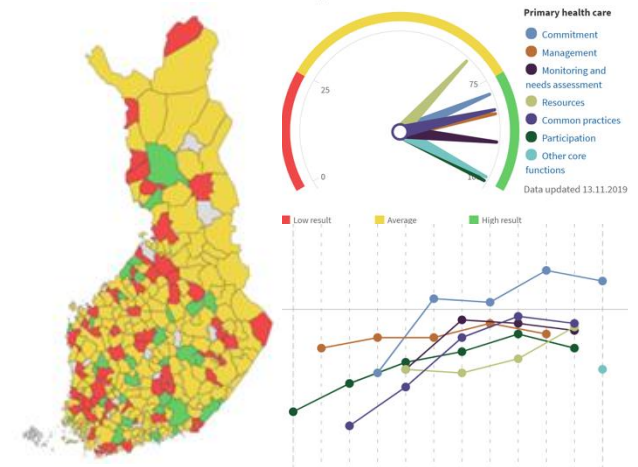 Primary health care
Commitment
Management
Monitoring and
needs assessment
Resources
Common practices
Participation
Other core
functions
Data updated 13.11.2019
25
75
0
Low result
Average
High result